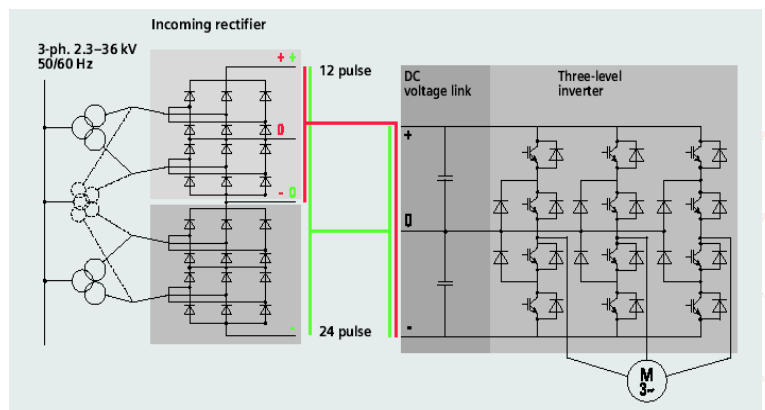 Incoming rectifier
3-ph. 2.3–36 kV
50/60 Hz
+ +
12 pulse
0
- 0
-
24 pulse
DC
voltage link
Three-level
inverter
+
0
-
M
3~